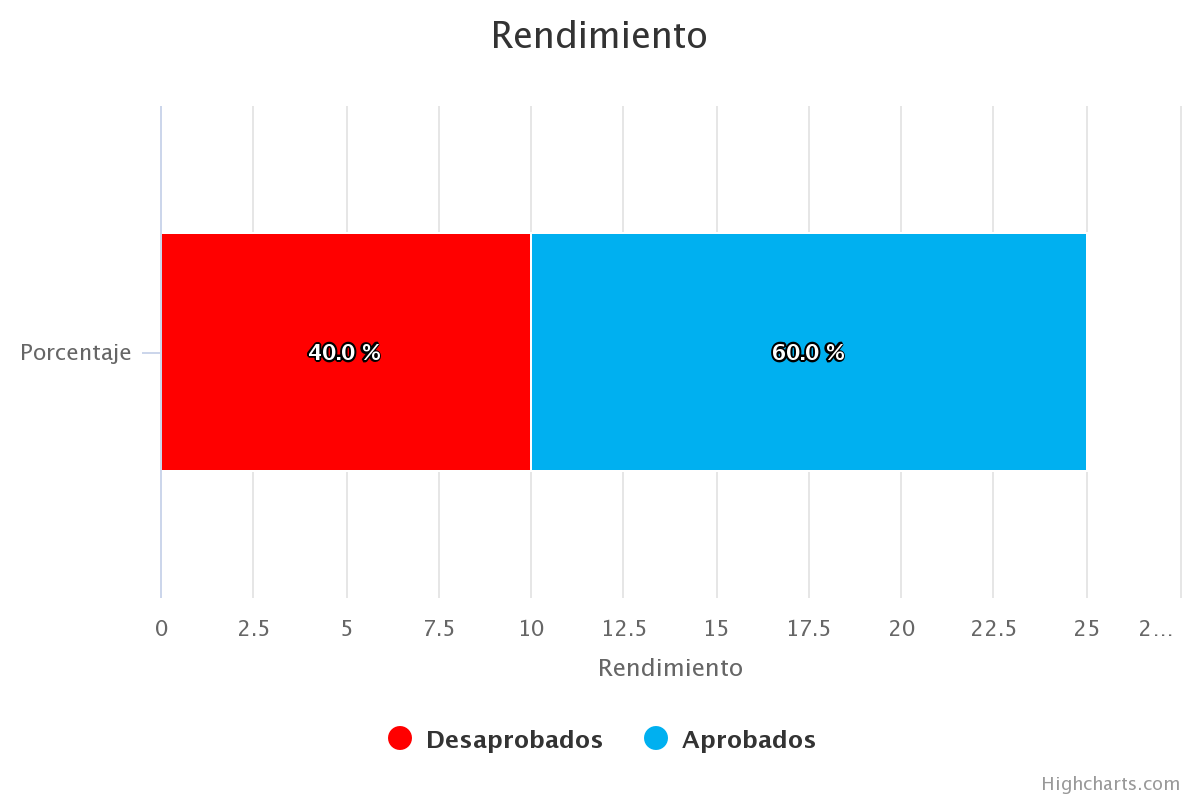 Rendimiento
Porcentaje
40.0 %
60.0 %
0 2.5 5 7.5 10 12.5 15 17.5 20 22.5 25 2…
Rendimiento
Desaprobados Aprobados
Highcharts.com